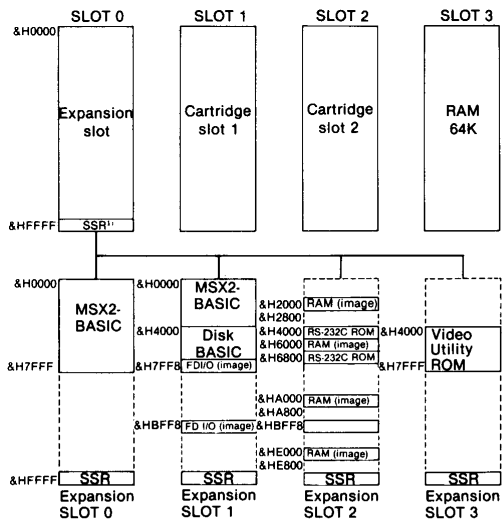 SLOT 0
SLOT 1
SLOT 2
SLOT 3
&H0000
Expansion
slot
Cartridge
slot 1
Cartridge
slot 2
RAM
64K
&HFFFF
SSR¹⁾
&H0000
MSX2-
BASIC
&H7FFF
&HFFFF
SSR
Expansion
SLOT 0
&H0000
MSX2-
BASIC
&H4000
Disk
BASIC
&H7FF8
FDI/O (image)
&HBFF8
FD I/O (image)
SSR
Expansion
SLOT 1
&H2000
RAM (image)
&H2800
&H4000
RS-232C ROM
&H6000
RAM (image)
&H6800
RS-232C ROM
&HA000
RAM (image)
&HA800
&HBFF8
&HE000
RAM (image)
&HE800
SSR
Expansion
SLOT 2
&H4000
Video
Utility
ROM
&H7FFF
SSR
Expansion
SLOT 3